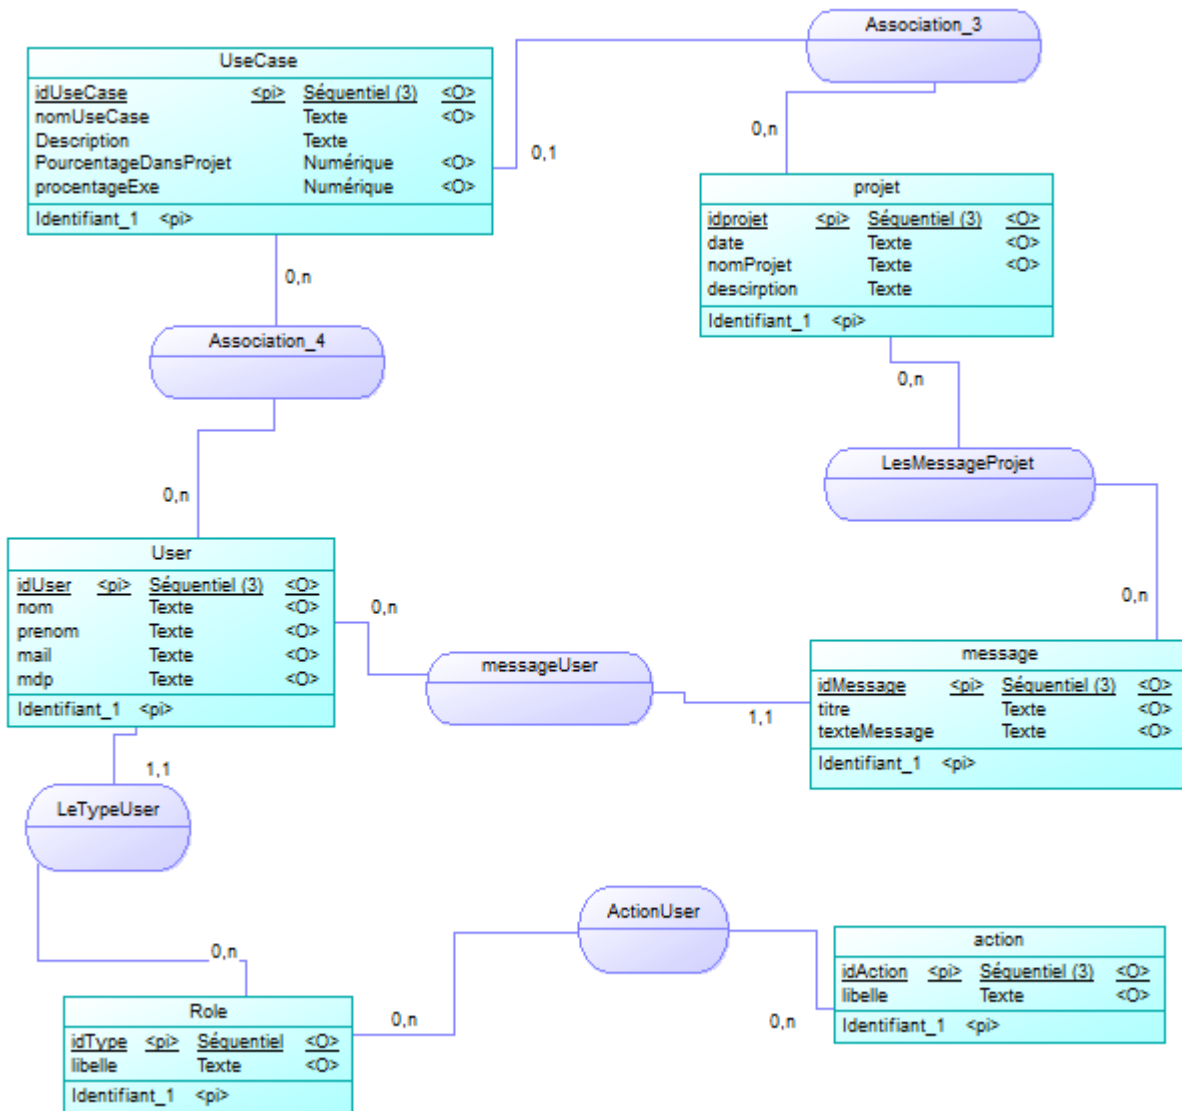 Association_3
UseCase
idUseCase <pi> Séquentiel (3) <O>
nomUseCase Texte <O>
Description Texte
PourcentageDansProjet Numérique <O>
procentageExe Numérique <O>
Identifiant_1 <pi>
0,1
0,n
projet
idprojet <pi> Séquentiel (3) <O>
date Texte <O>
nomProjet Texte <O>
descirption Texte
Identifiant_1 <pi>
0,n
Association_4
0,n
LesMessageProjet
0,n
User
idUser <pi> Séquentiel (3) <O>
nom Texte <O>
prenom Texte <O>
mail Texte <O>
mdp Texte <O>
Identifiant_1 <pi>
0,n
0,n
messageUser
1,1
message
idMessage <pi> Séquentiel (3) <O>
titre Texte <O>
texteMessage Texte <O>
Identifiant_1 <pi>
1,1
LeTypeUser
0,n
ActionUser
action
idAction <pi> Séquentiel (3) <O>
libelle Texte <O>
Identifiant_1 <pi>
Role
idType <pi> Séquentiel <O>
libelle Texte <O>
Identifiant_1 <pi>
0,n
0,n